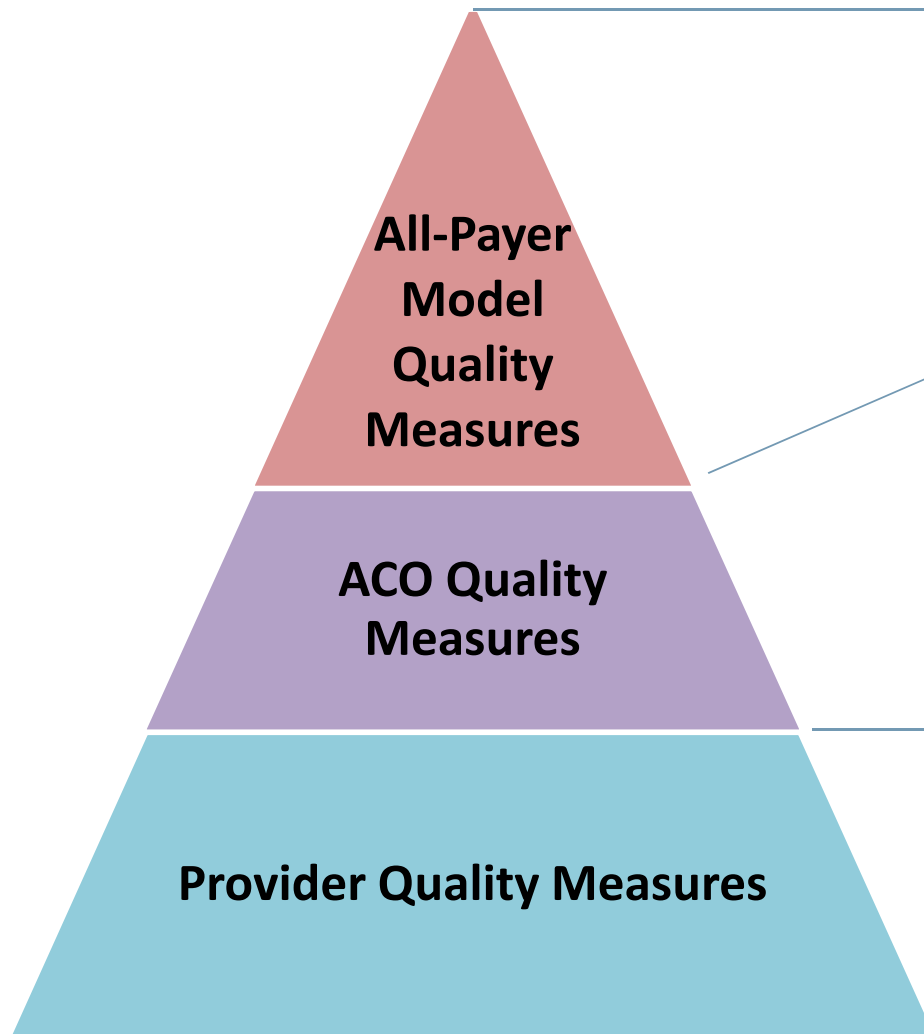 All-Payer
Model
Quality
Measures
ACO Quality
Measures
Provider Quality Measures